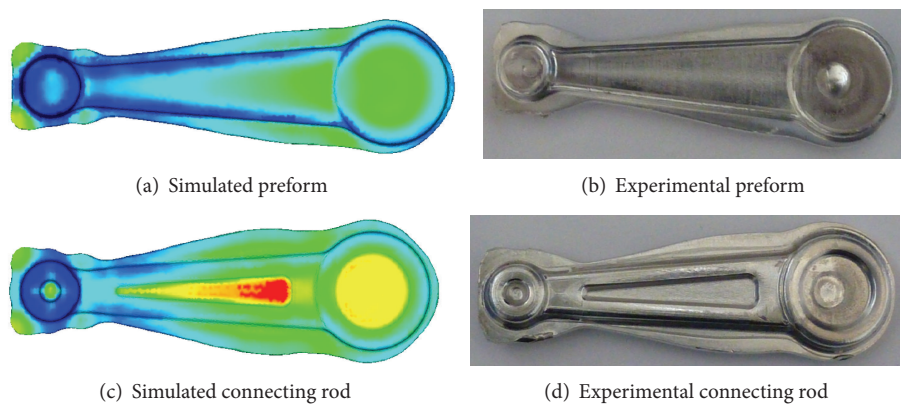 (a) Simulated preform
(b) Experimental preform
(c) Simulated connecting rod
(d) Experimental connecting rod